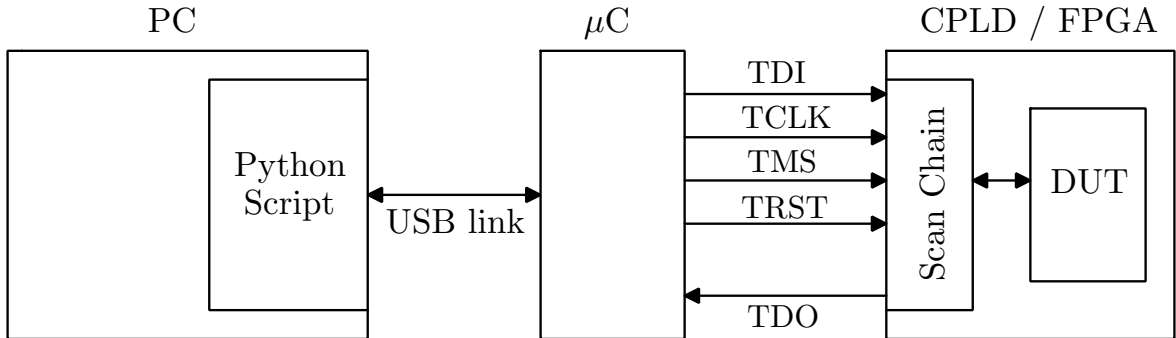 PC
μC
CPLD / FPGA
Python
Script
USB link
TDI
TCLK
TMS
TRST
TDO
Scan Chain
DUT